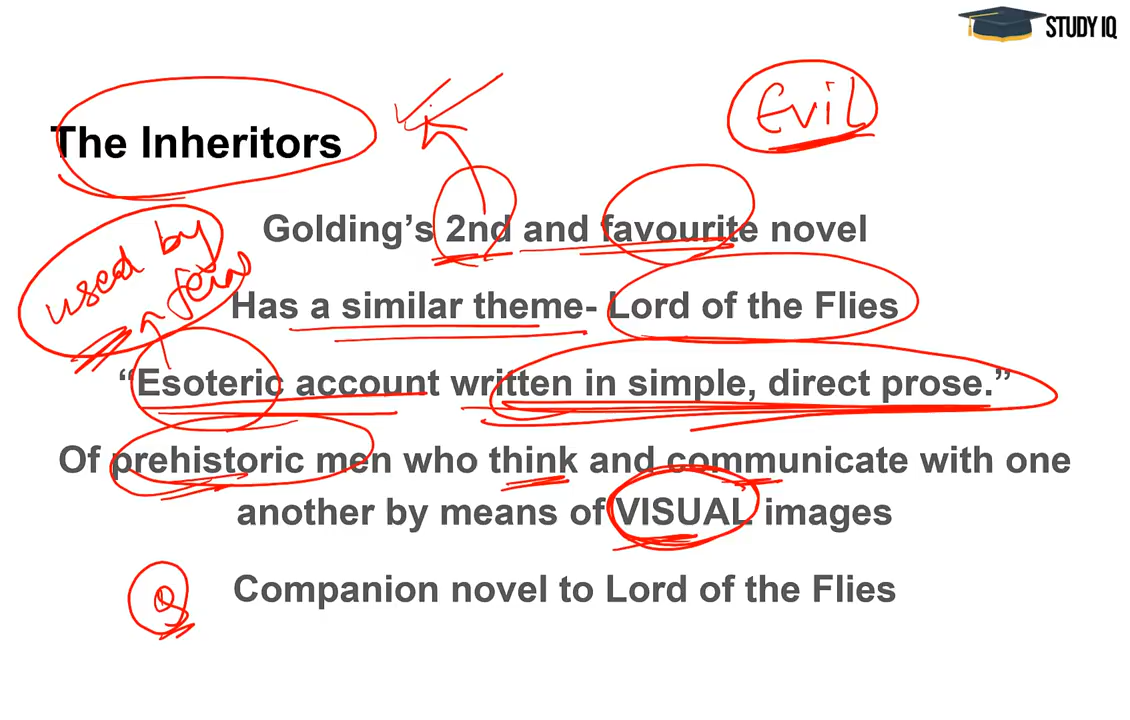 STUDY IQ
Evil
The Inheritors
Golding’s 2nd and favourite novel
used by
a few
Has a similar theme- Lord of the Flies
“Esoteric account written in simple, direct prose.”
Of prehistoric men who think and communicate with one
another by means of VISUAL images
Q
Companion novel to Lord of the Flies